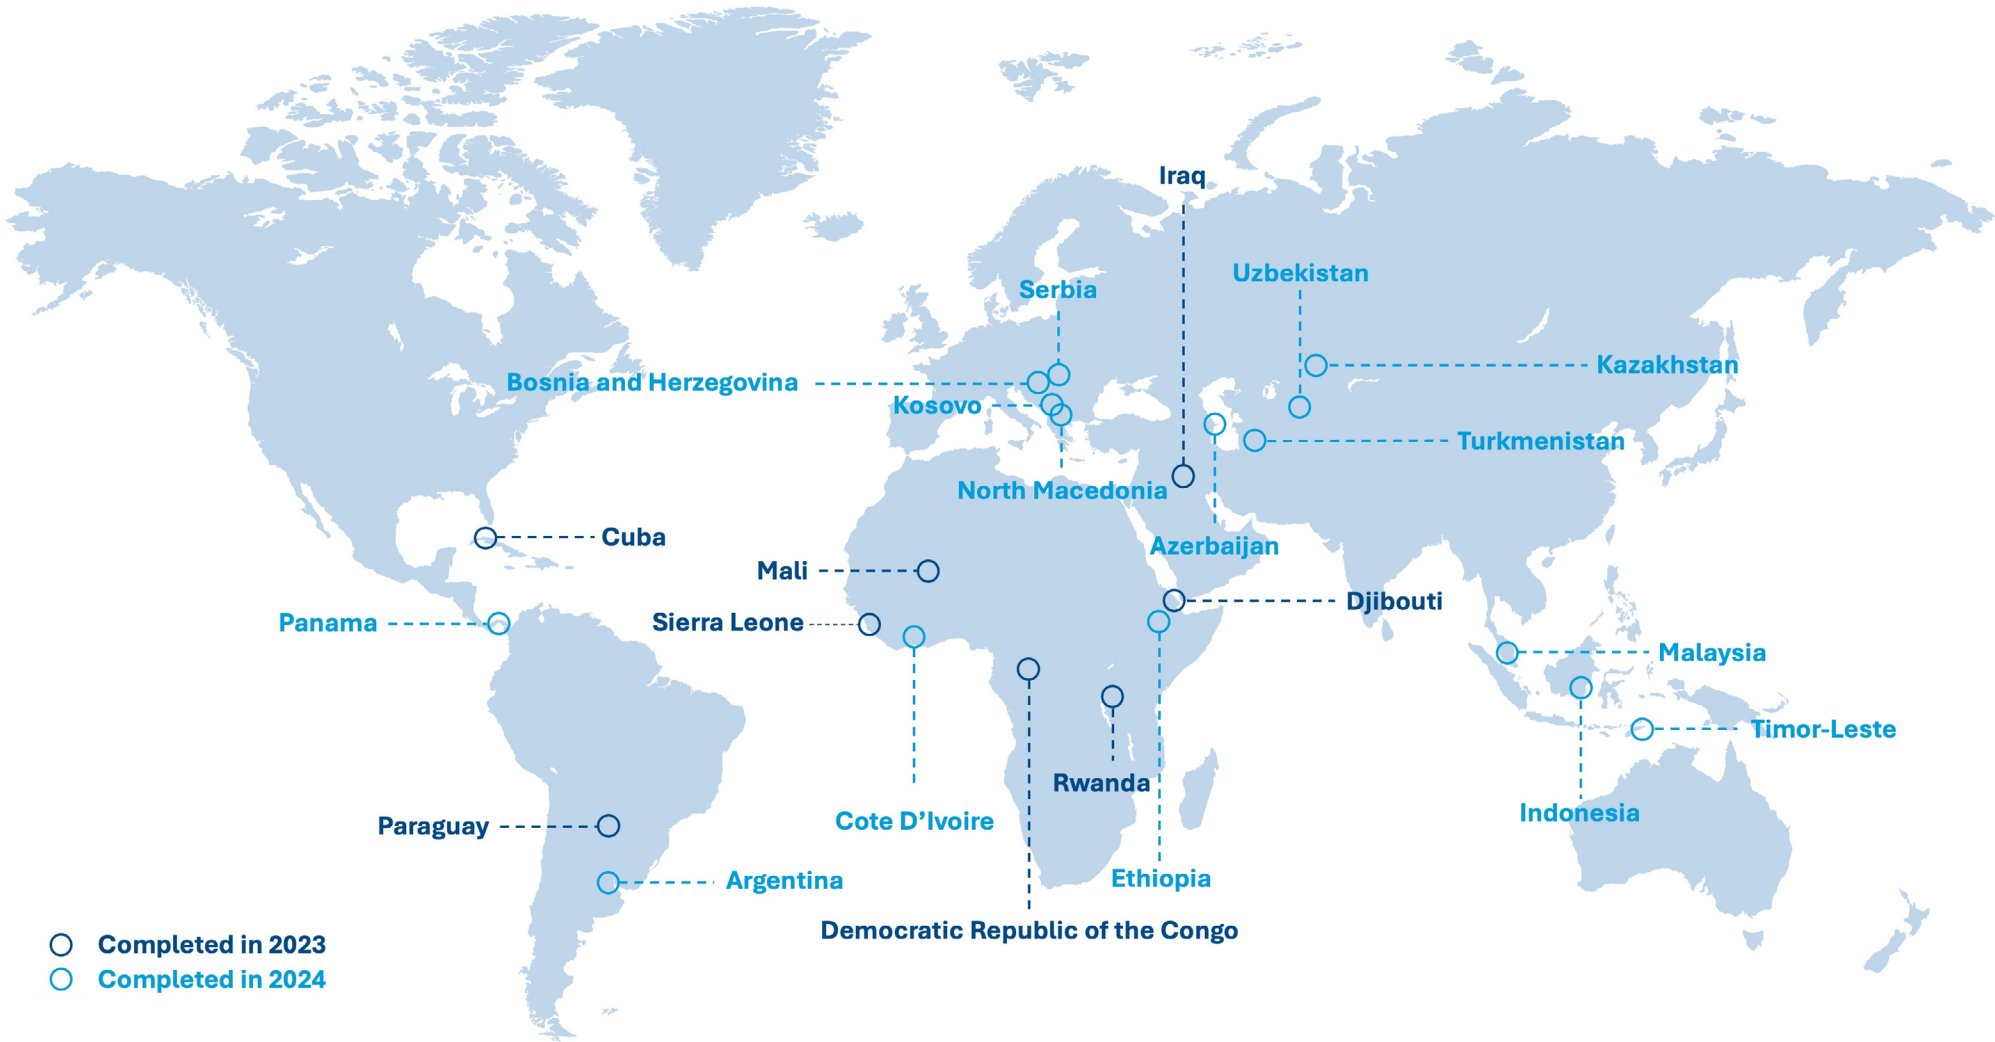 Iraq
Uzbekistan
Serbia
Kazakhstan
Bosnia and Herzegovina
Kosovo
Turkmenistan
North Macedonia
Cuba
Azerbaijan
Mali
Djibouti
Panama
Sierra Leone
Malaysia
Timor-Leste
Rwanda
Indonesia
Cote D’Ivoire
Paraguay
Argentina
Ethiopia
Democratic Republic of the Congo
Completed in 2023
Completed in 2024